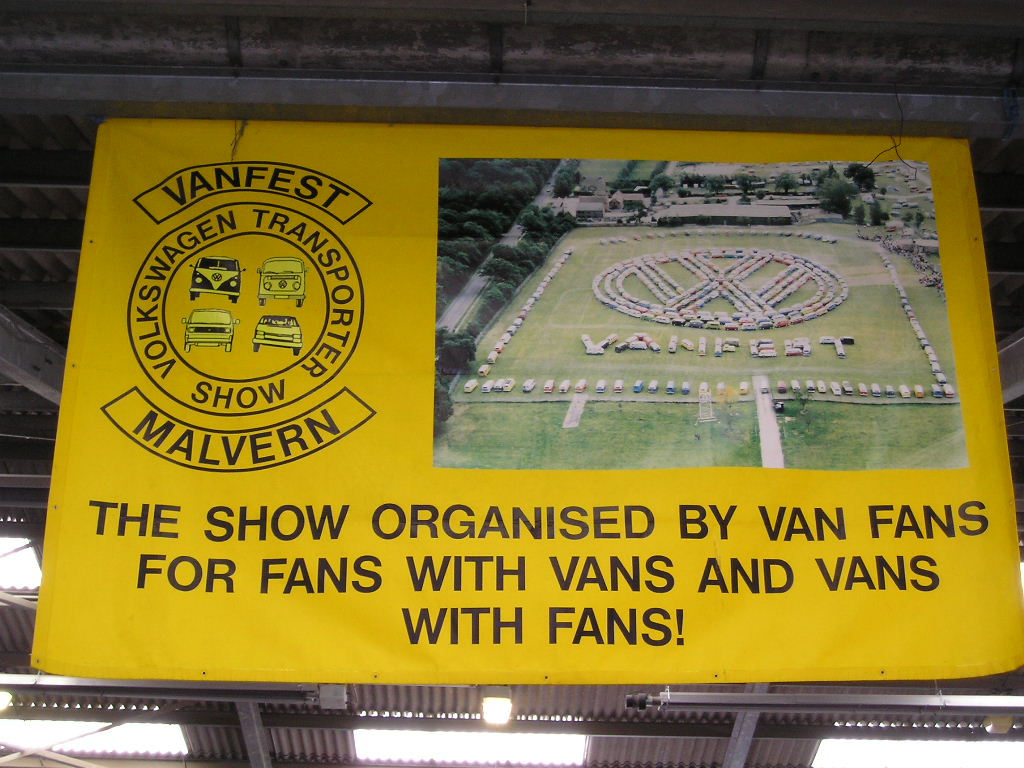 VANFEST
VOLKSWAGEN TRANSPORTER
SHOW
MALVERN
VANFEST
THE SHOW ORGANISED BY VAN FANS
FOR FANS WITH VANS AND VANS
WITH FANS!